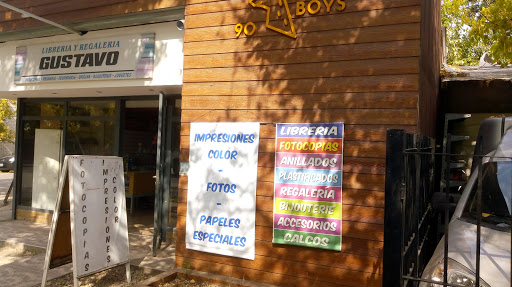 LIBRERIA Y REGALERIA
GUSTAVO
90
BOYS
IMPRESIONES
COLOR
-
FOTOS
-
PAPELES
ESPECIALES
LIBRERIA
FOTOCOPIAS
ANILLADOS
PLASTIFICADOS
REGALERIA
BIJOUTERIE
ACCESORIOS
CALCOS
FOTOCOPIAS
IMPRESIONES
COLOR